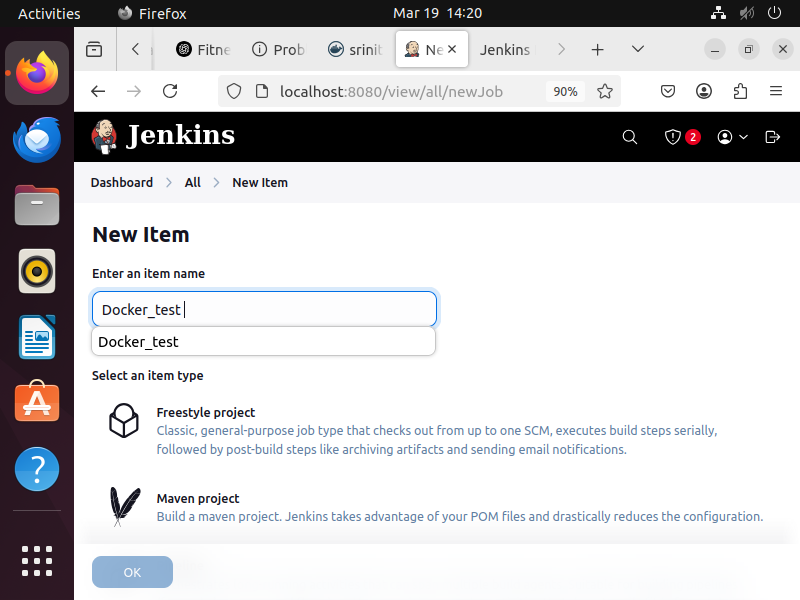 Activities Firefox Mar 19 14:20
Fitne Prob srinit Ne Jenkins
localhost:8080/view/all/newJob 90%
Jenkins 2
Dashboard All New Item
New Item
Enter an item name
Docker_test
Docker_test
Select an item type
Freestyle project
Classic, general-purpose job type that checks out from up to one SCM, executes build steps serially,
followed by post-build steps like archiving artifacts and sending email notifications.
Maven project
Build a maven project. Jenkins takes advantage of your POM files and drastically reduces the configuration.
OK